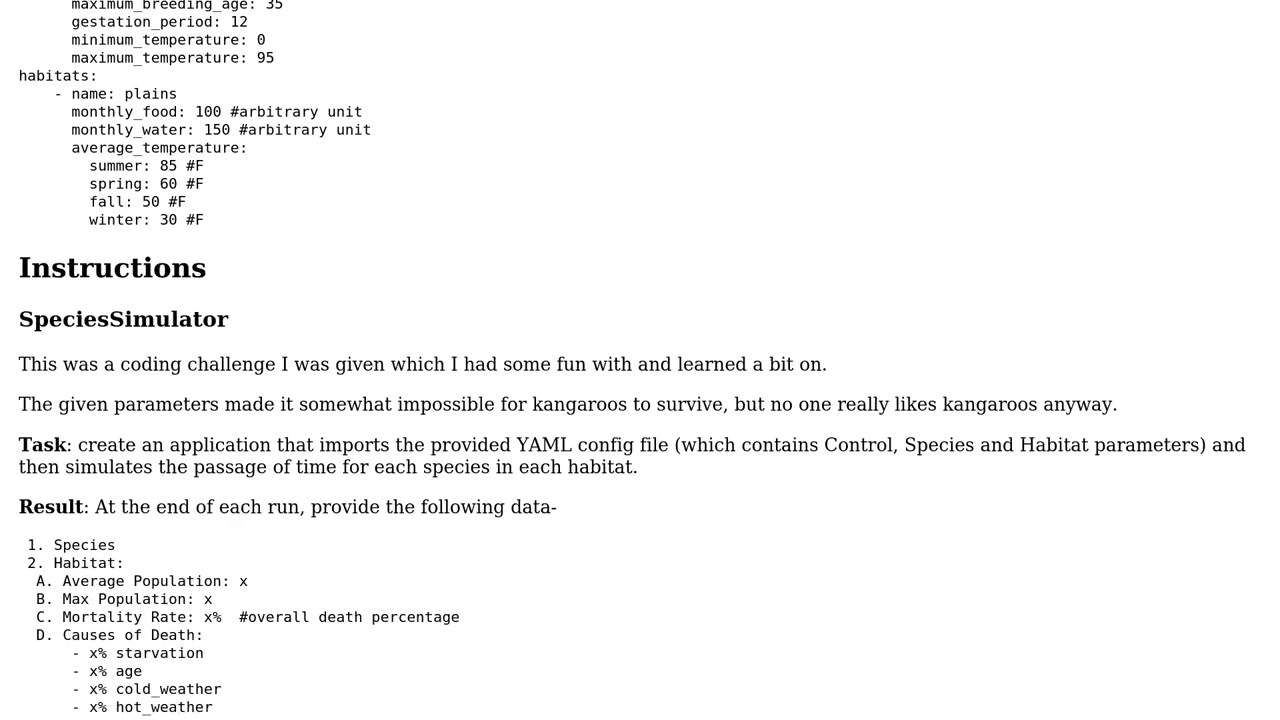 maximum_breeding_age: 35
gestation_period: 12
minimum_temperature: 0
maximum_temperature: 95
habitats:
- name: plains
monthly_food: 100 #arbitrary unit
monthly_water: 150 #arbitrary unit
average_temperature:
summer: 85 #F
spring: 60 #F
fall: 50 #F
winter: 30 #F
Instructions
SpeciesSimulator
This was a coding challenge I was given which I had some fun with and learned a bit on.
The given parameters made it somewhat impossible for kangaroos to survive, but no one really likes kangaroos anyway.
Task: create an application that imports the provided YAML config file (which contains Control, Species and Habitat parameters) and
then simulates the passage of time for each species in each habitat.
Result: At the end of each run, provide the following data-
1. Species
2. Habitat:
A. Average Population: x
B. Max Population: x
C. Mortality Rate: x%  #overall death percentage
D. Causes of Death:
- x% starvation
- x% age
- x% cold_weather
- x% hot_weather